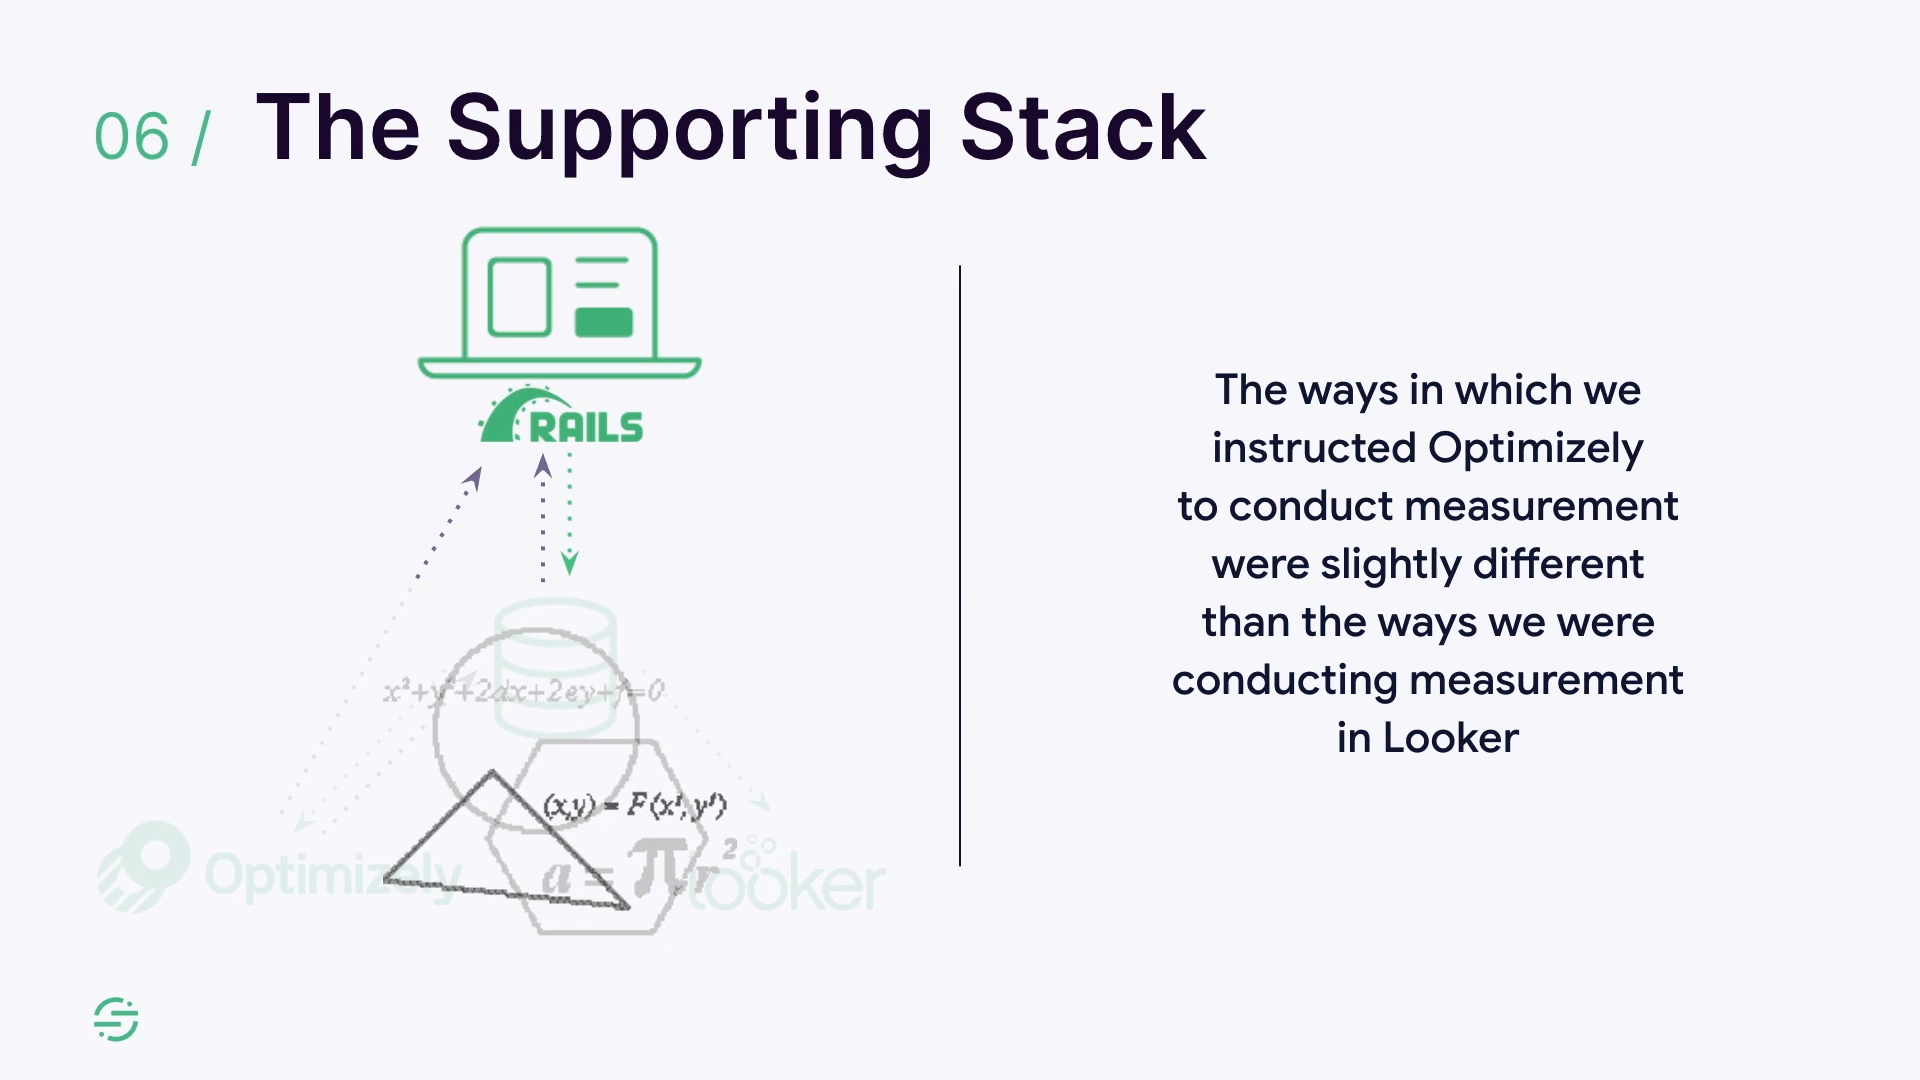 06 / The Supporting Stack
RAILS
x²+y²+2dx+2ey+f=0
(x,y) = F(x',y')
a = πr²
Optimizely
looker
The ways in which we
instructed Optimizely
to conduct measurement
were slightly different
than the ways we were
conducting measurement
in Looker